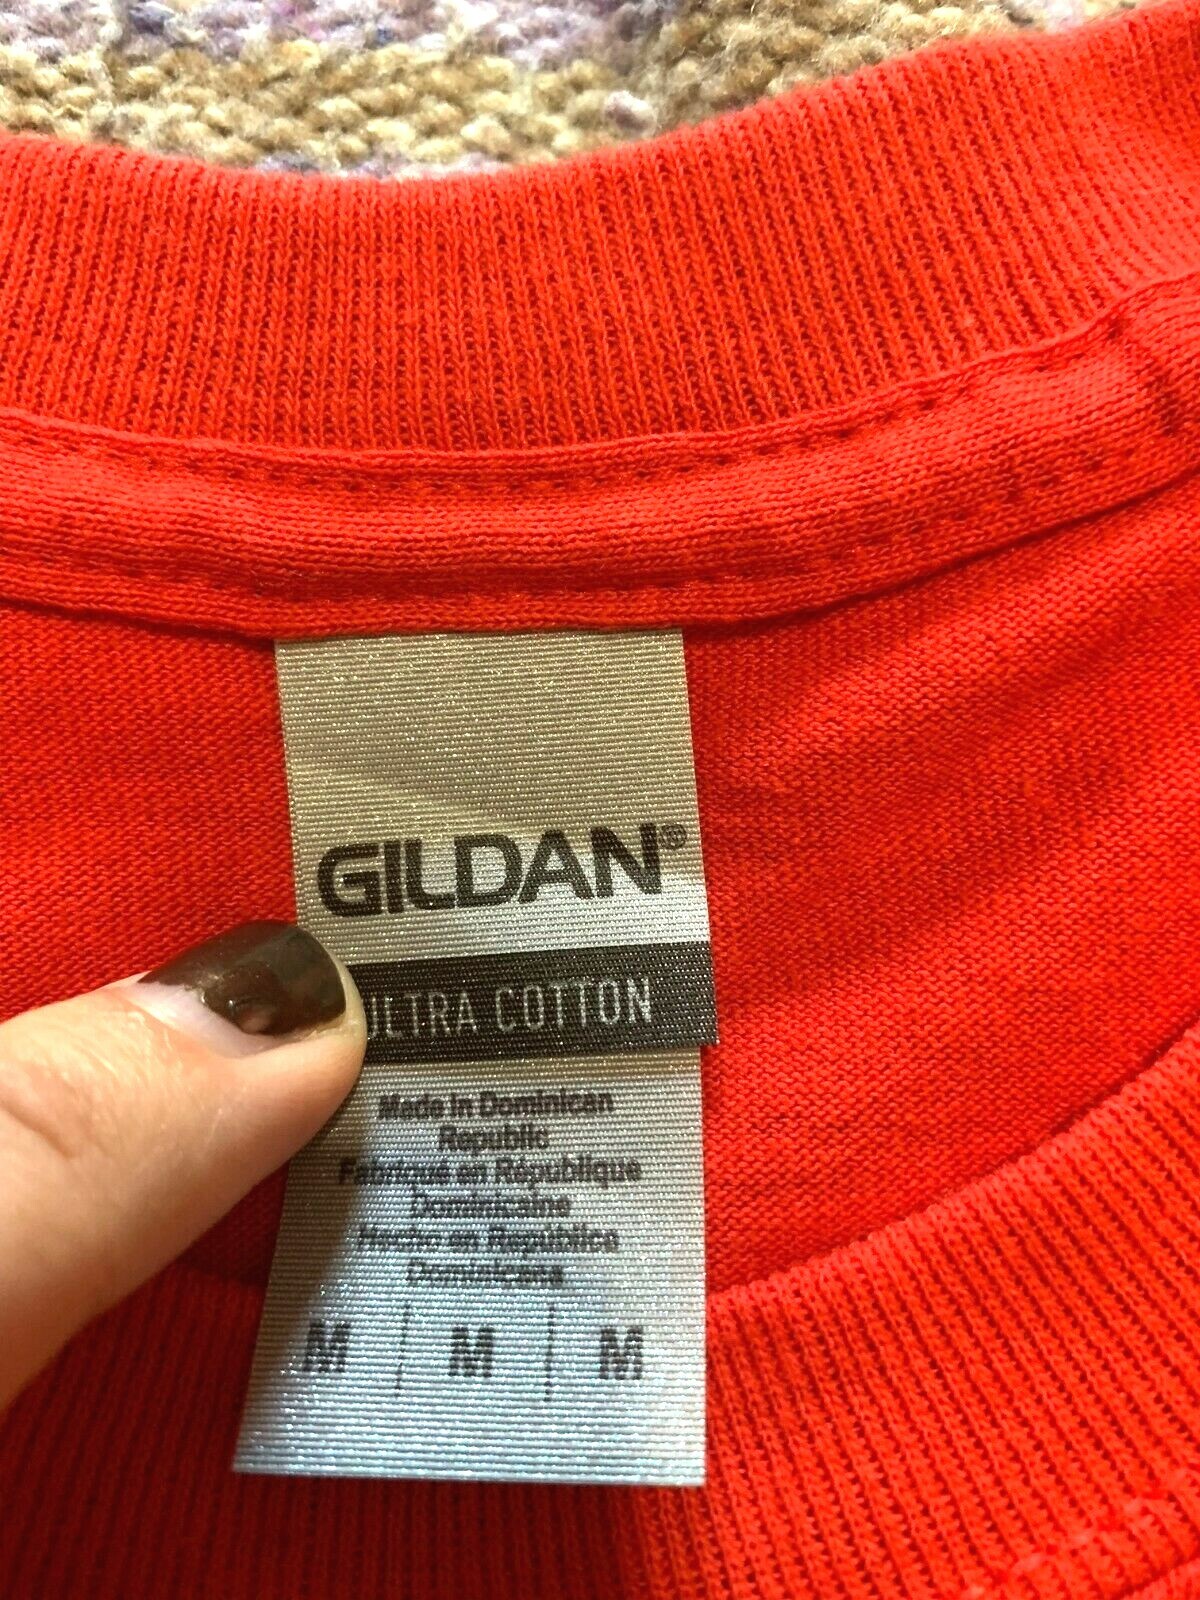 GILDAN®
ULTRA COTTON
Made in Dominican
Republic
Fabriqué en République
Dominicaine
Hecho en República
Dominicana
M | M | M